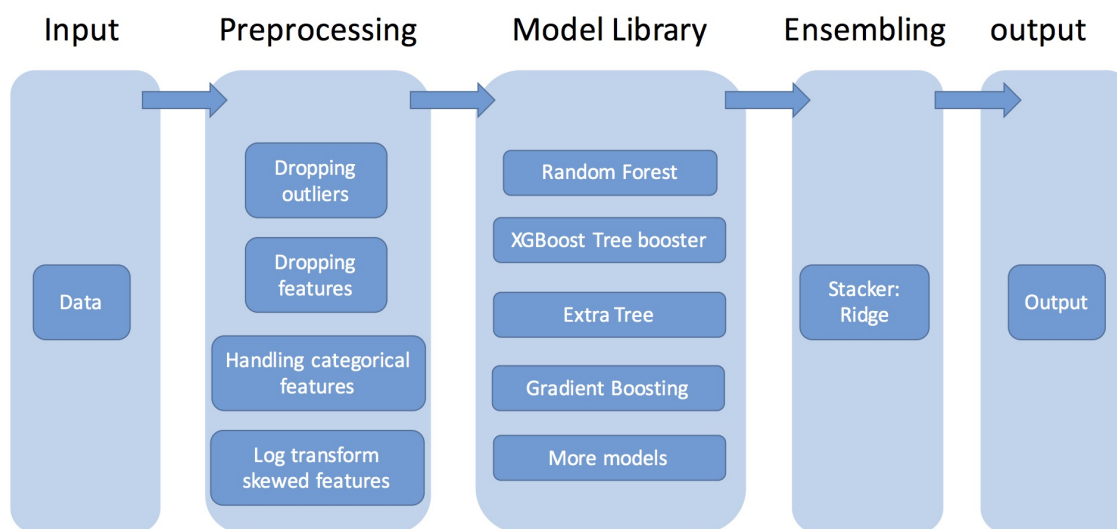 Input
Preprocessing
Model Library
Ensembling
output
Data
Dropping
outliers
Dropping
features
Handling categorical
features
Log transform
skewed features
Random Forest
XGBoost Tree booster
Extra Tree
Gradient Boosting
More models
Stacker:
Ridge
Output